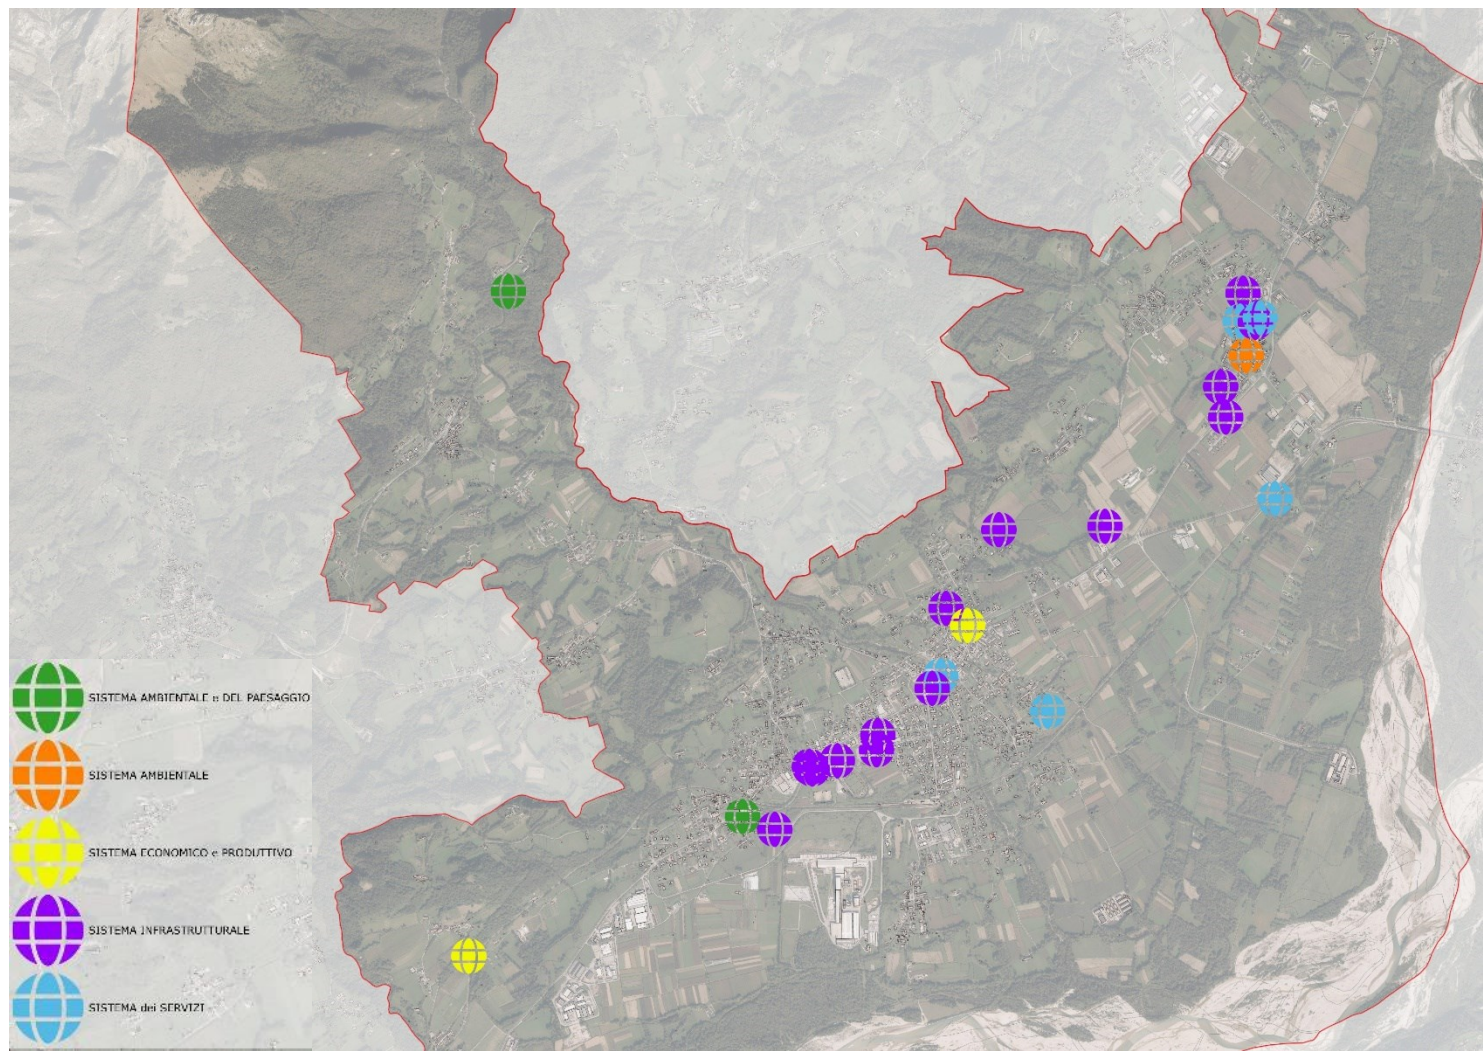 SISTEMA AMBIENTALE e DEL PAESAGGIO
SISTEMA AMBIENTALE
SISTEMA ECONOMICO e PRODUTTIVO
SISTEMA INFRASTRUTTURALE
SISTEMA dei SERVIZI